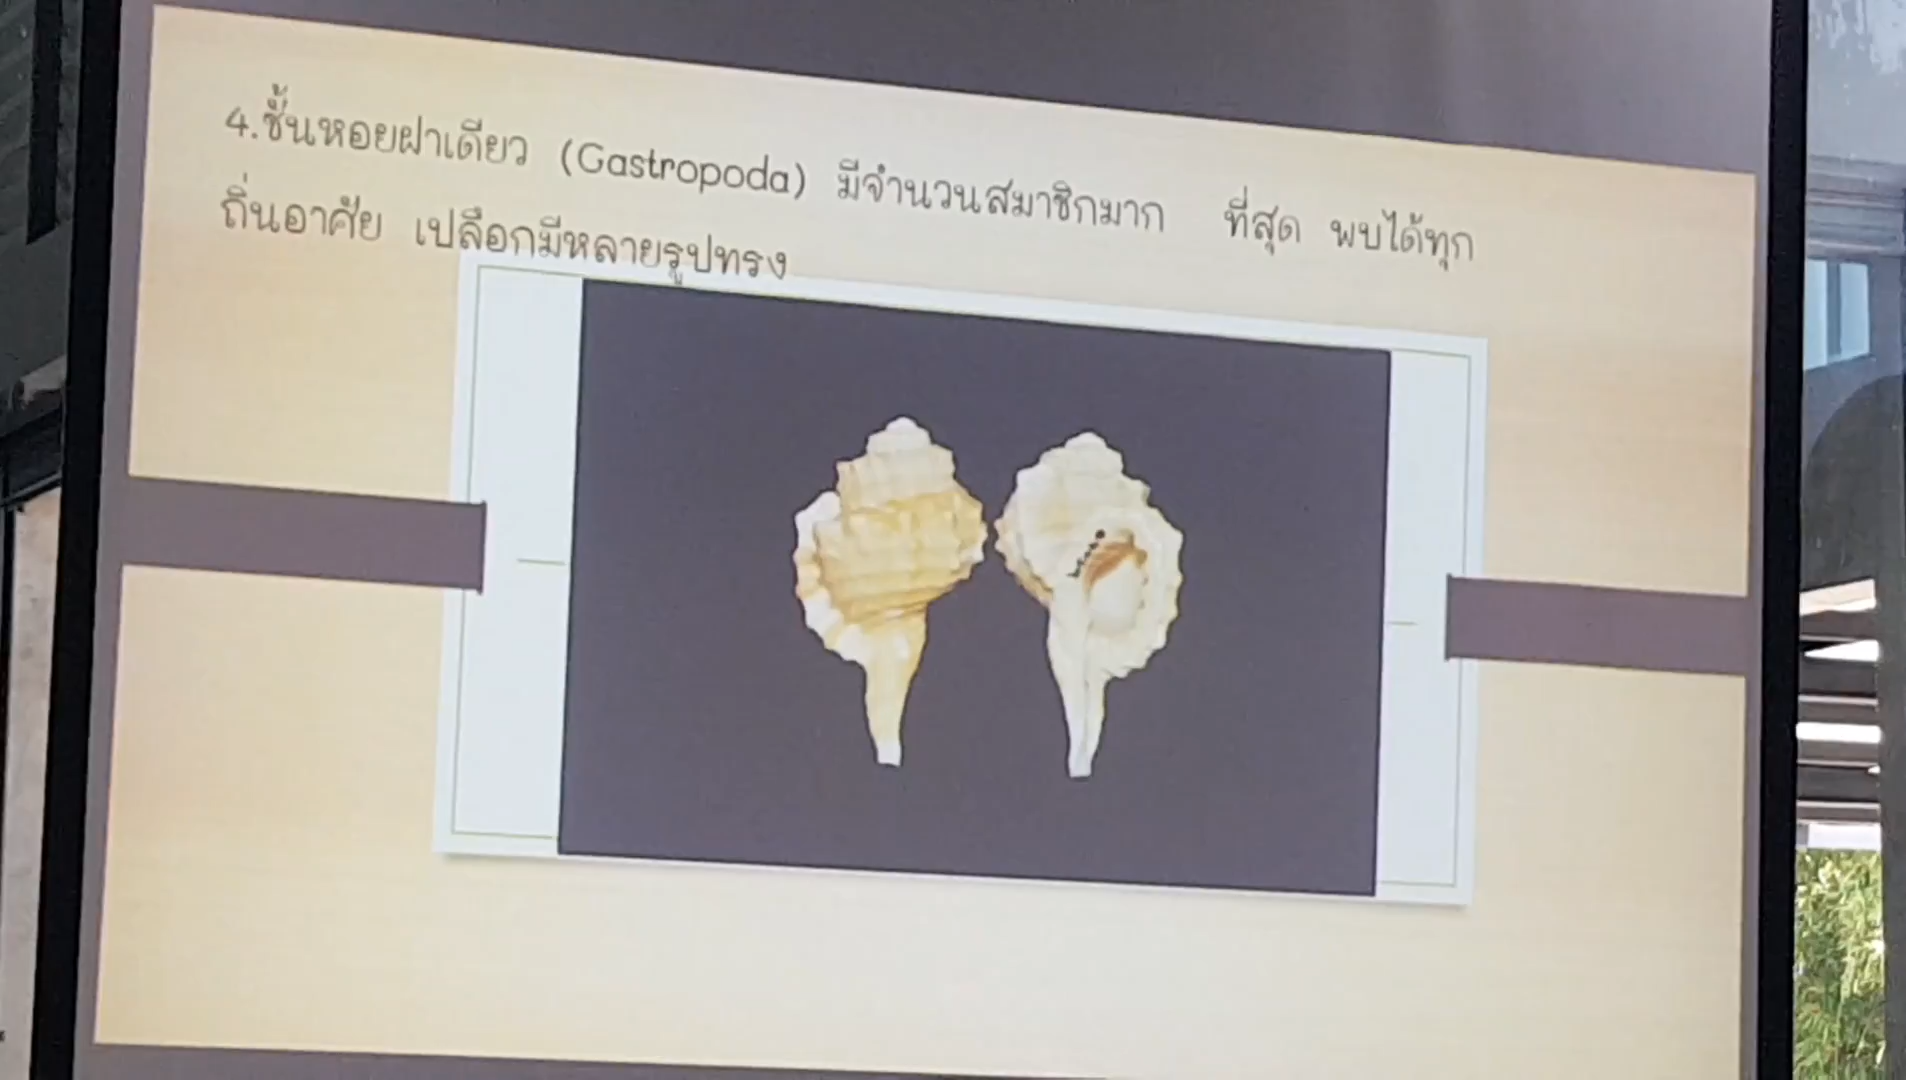 4.ชั้นหอยฝาเดียว (Gastropoda) มีจำนวนสมาชิกมาก ที่สุด พบได้ทุก
ถิ่นอาศัย เปลือกมีหลายรูปทรง